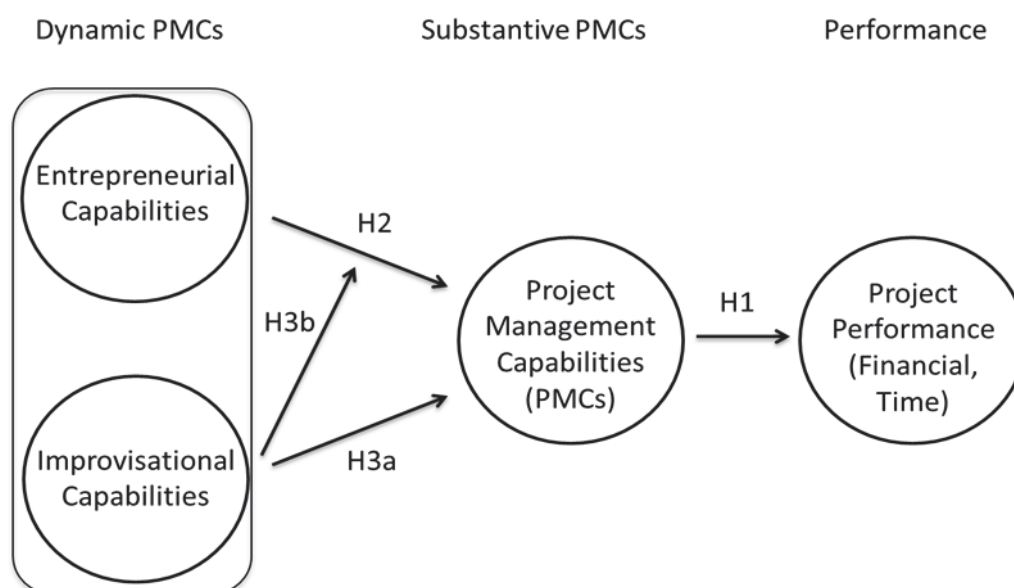 Dynamic PMCs
Substantive PMCs
Performance
Entrepreneurial
Capabilities
H2
H3b
Improvisational
Capabilities
H3a
Project
Management
Capabilities
(PMCs)
H1
Project
Performance
(Financial,
Time)